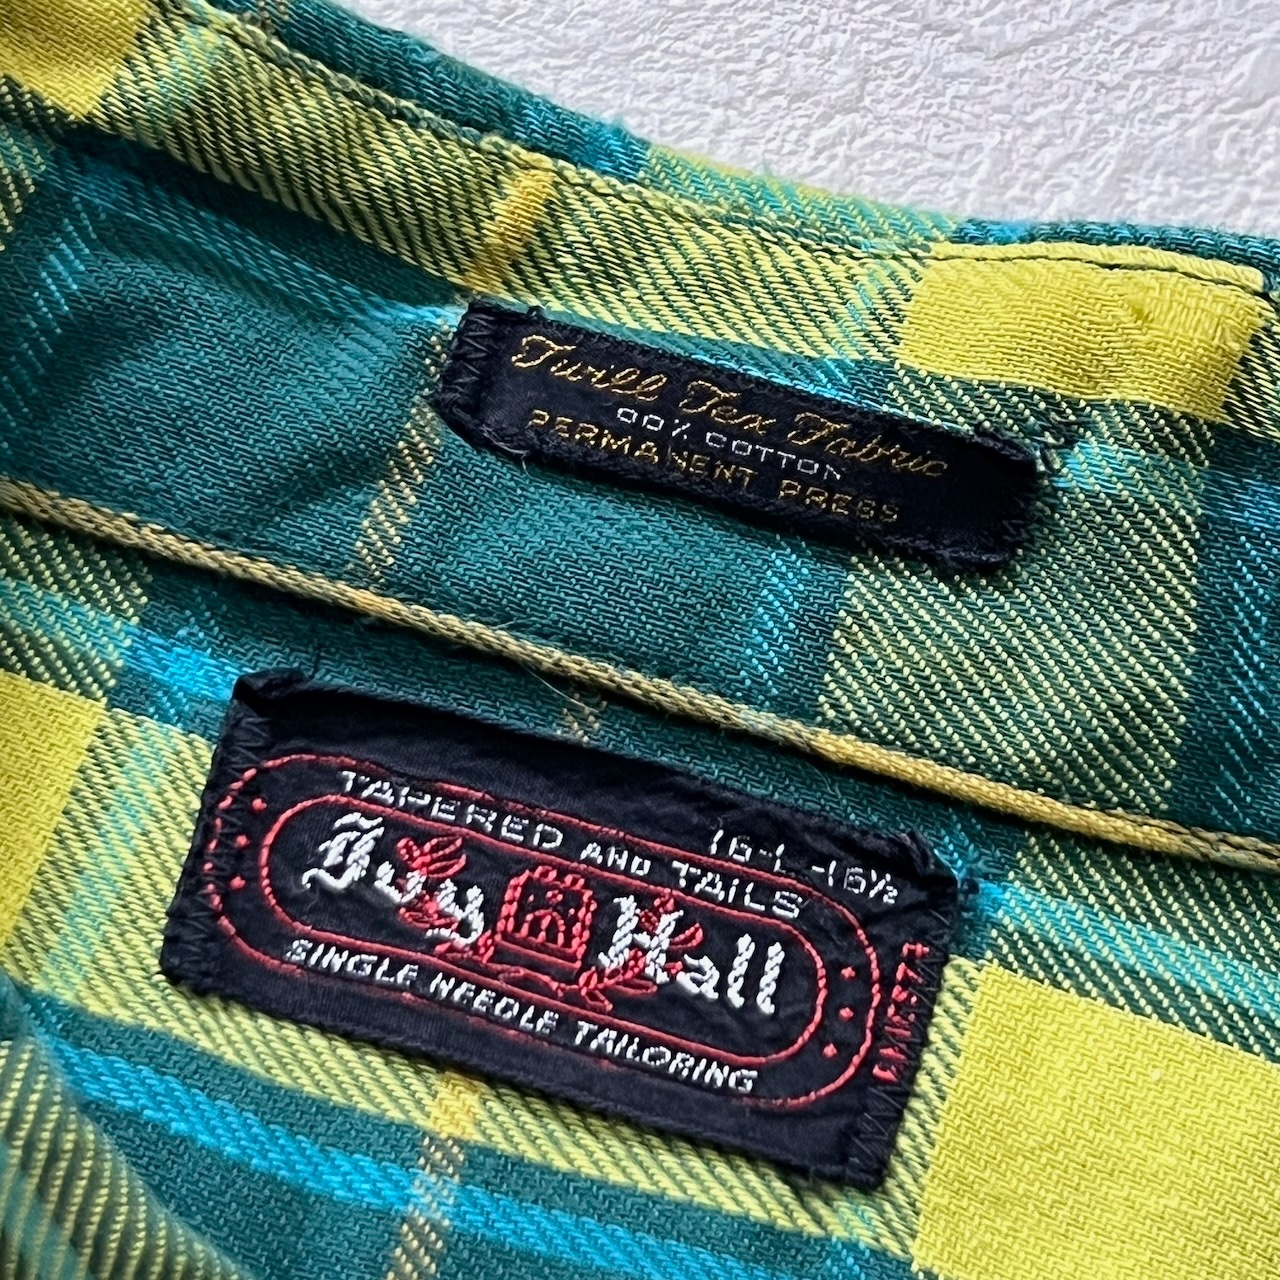 Twill Tex Fabric
00% COTTON
PERMANENT PRESS
16-L-16½
TAPERED AND TAILS
Ivy Hall
SINGLE NEEDLE TAILORING